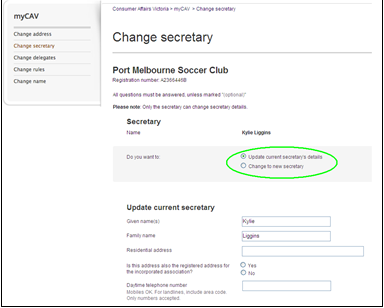 myCAV
Change address
Change secretary
Change delegates
Change rules
Change name
Consumer Affairs Victoria > myCAV > Change secretary
Change secretary
Port Melbourne Soccer Club
Registration number: A2366446B
All questions must be answered, unless marked "(optional)"
Please note: Only the secretary can change secretary details.
Secretary
Name Kylie Liggins
Do you want to: Update current secretary's details
Change to new secretary
Update current secretary
Given name(s) Kylie
Family name Liggins
Residential address
Is this address also the registered address for Yes
the incorporated association? No
Daytime telephone number
Mobiles OK. For landlines, include area code.
Only numbers accepted.